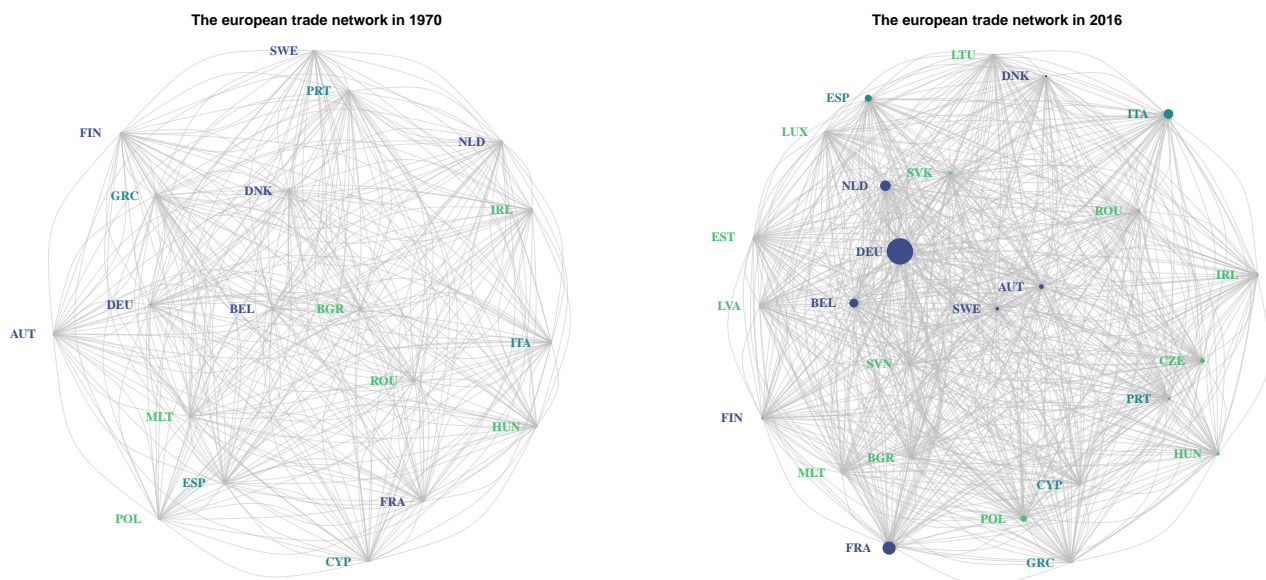 The european trade network in 1970
SWE
PRT
FIN
NLD
GRC
DNK
IRL
DEU
BEL
BGR
AUT
ITA
ROU
MLT
HUN
ESP
FRA
POL
CYP
The european trade network in 2016
LTU
DNK
ESP
ITA
LUX
SVK
NLD
ROU
EST
DEU
IRL
AUT
LVA
BEL
SWE
SVN
CZE
PRT
FIN
HUN
BGR
MLT
CYP
POL
FRA
GRC